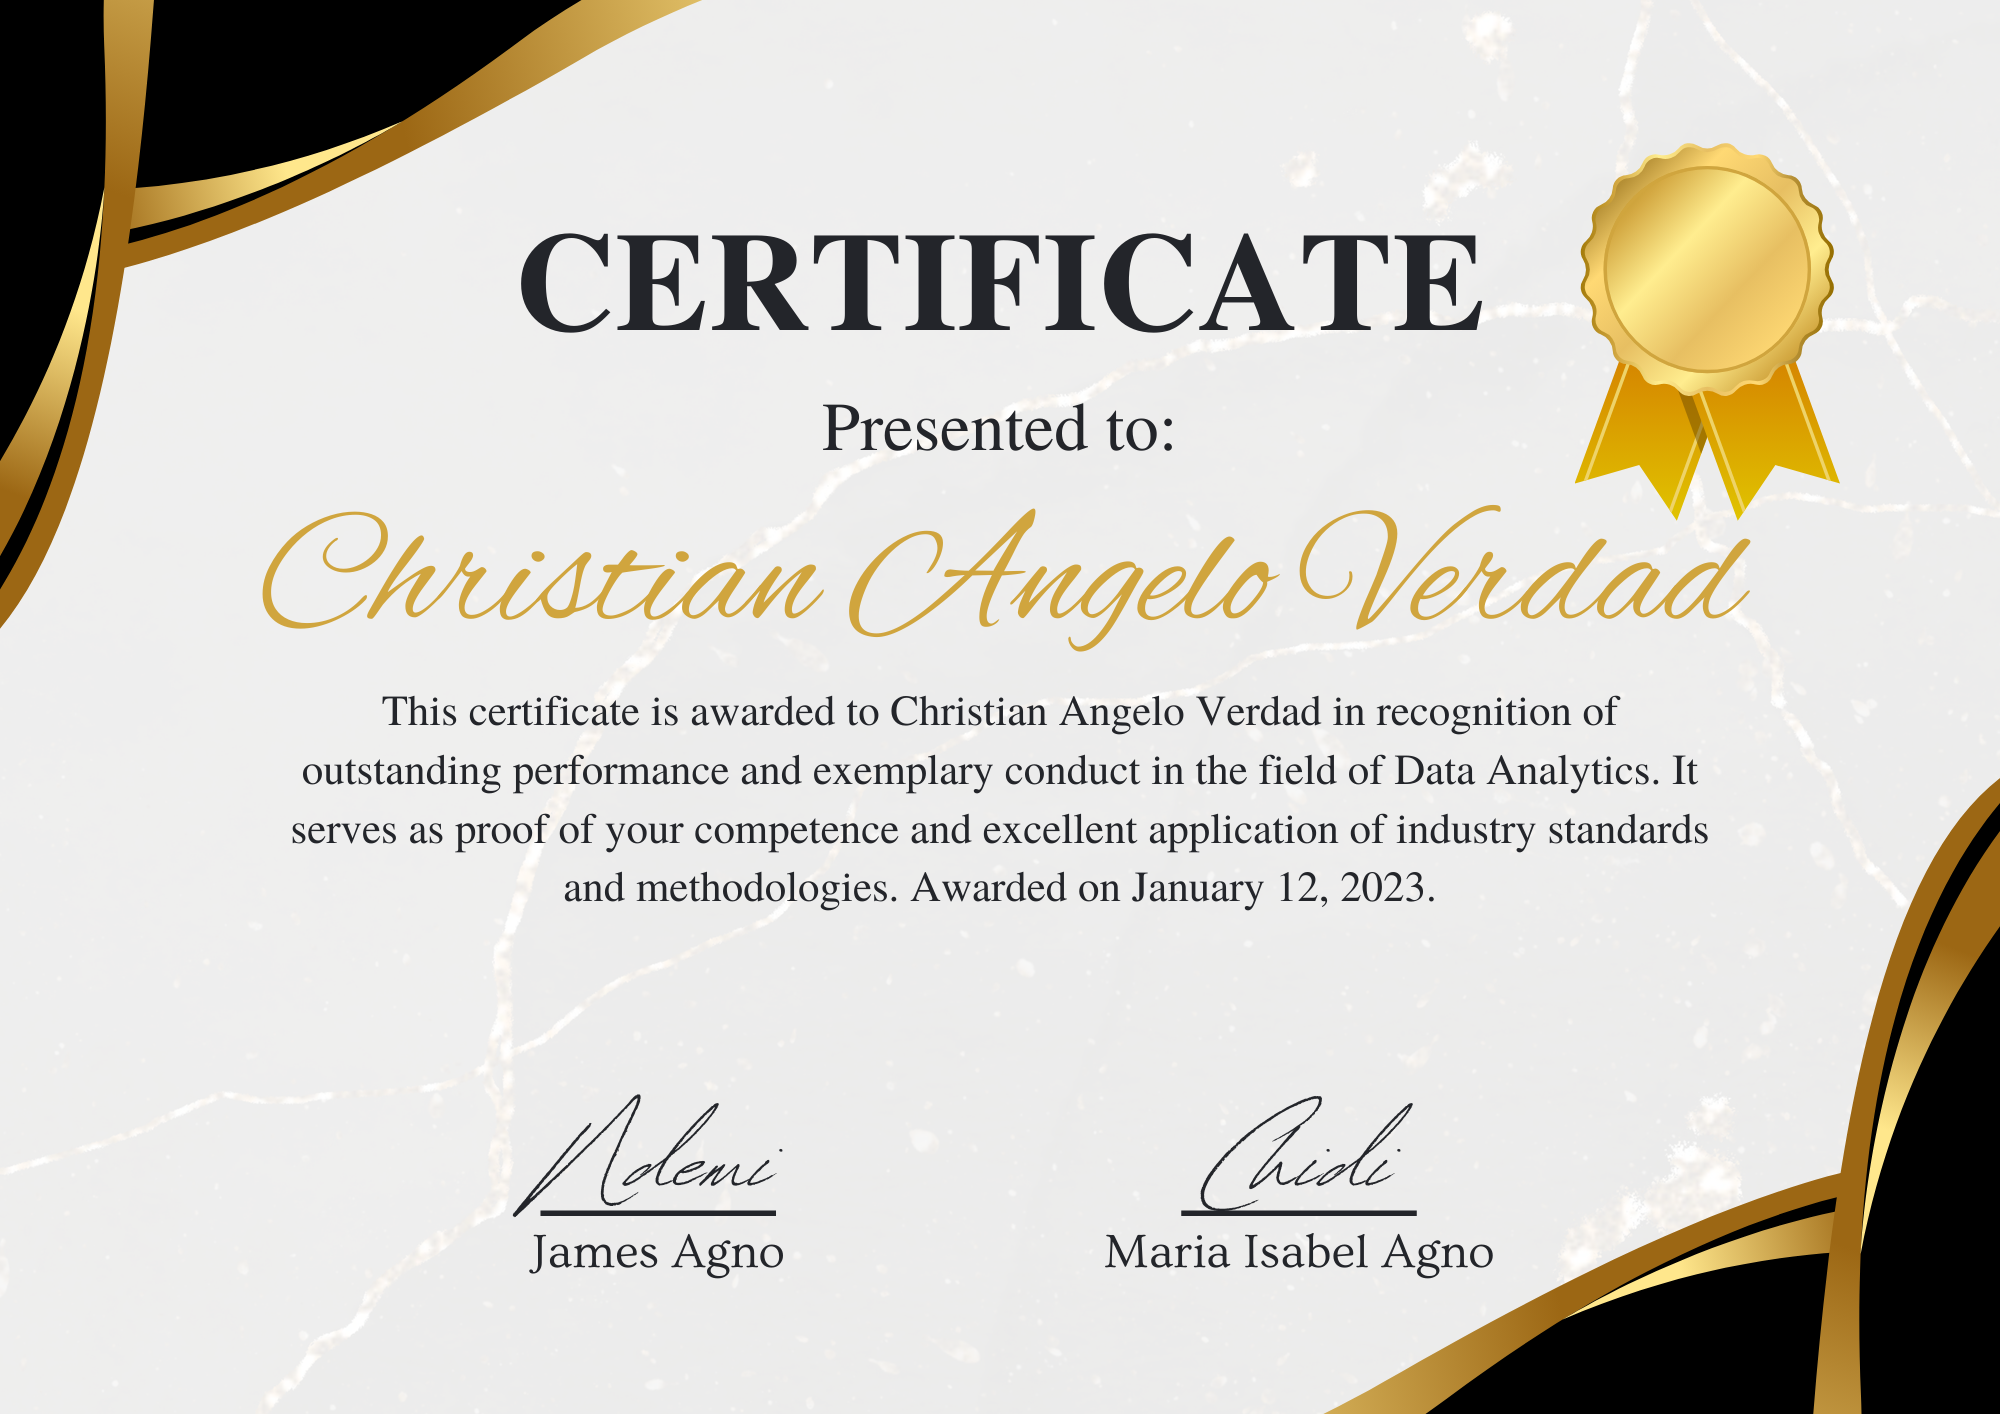 CERTIFICATE
Presented to:
Christian Angelo Verdad
This certificate is awarded to Christian Angelo Verdad in recognition of
outstanding performance and exemplary conduct in the field of Data Analytics. It
serves as proof of your competence and excellent application of industry standards
and methodologies. Awarded on January 12, 2023.
Ndemi Chidi
James Agno Maria Isabel Agno